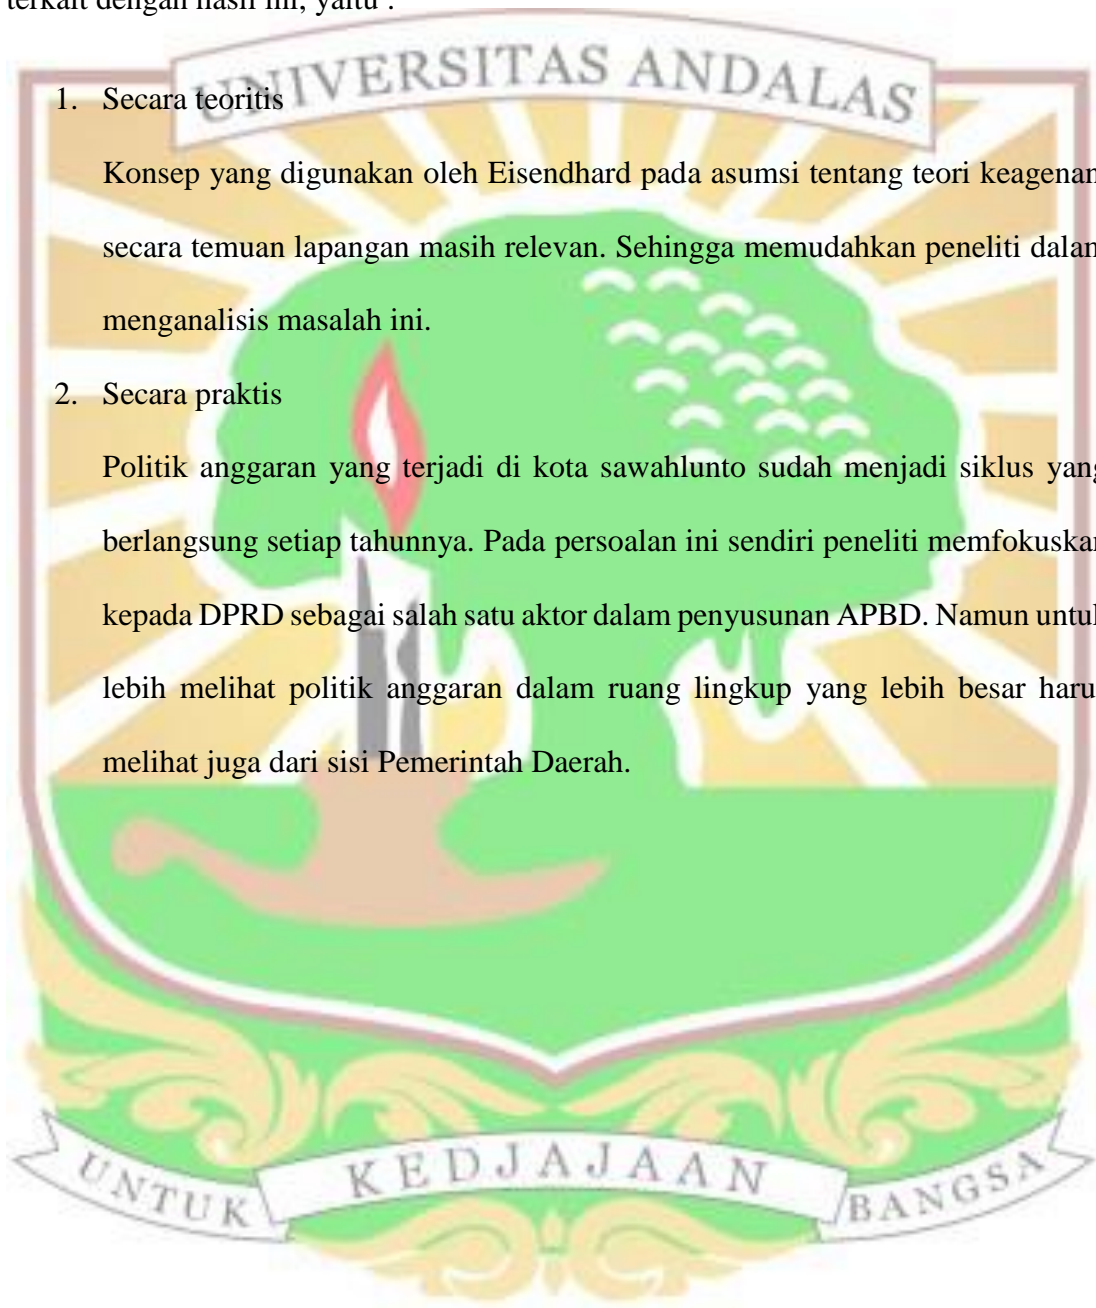 terkait dengan hasil ini, yaitu :
UNIVERSITAS ANDALAS
1. Secara teoritis
Konsep yang digunakan oleh Eisendhard pada asumsi tentang teori keagenan
secara temuan lapangan masih relevan. Sehingga memudahkan peneliti dalam
menganalisis masalah ini.
2. Secara praktis
Politik anggaran yang terjadi di kota sawahlunto sudah menjadi siklus yang
berlangsung setiap tahunnya. Pada persoalan ini sendiri peneliti memfokuskan
kepada DPRD sebagai salah satu aktor dalam penyusunan APBD. Namun untuk
lebih melihat politik anggaran dalam ruang lingkup yang lebih besar haru
melihat juga dari sisi Pemerintah Daerah.
UNTUK KEDJAJAAN BANGSA